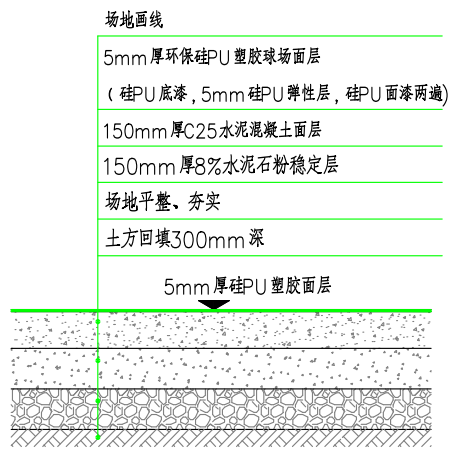 场地画线
5mm厚环保硅PU塑胶球场面层
(硅PU底漆,5mm硅PU弹性层,硅PU面漆两遍)
150mm厚C25水泥混凝土面层
150mm厚8%水泥石粉稳定层
场地平整、夯实
土方回填300mm深
5mm厚硅PU塑胶面层